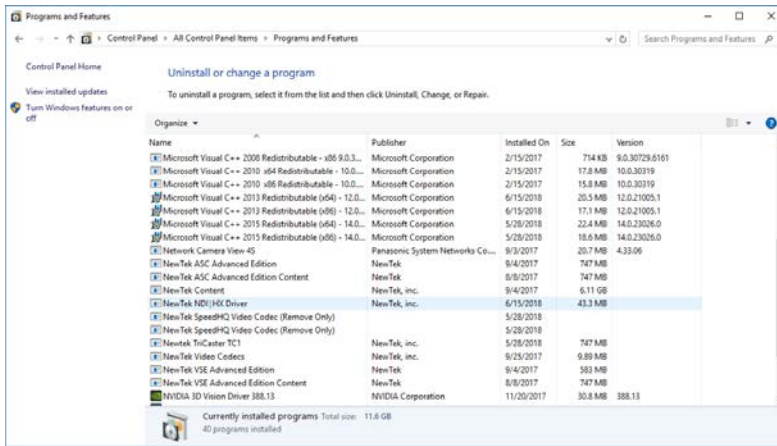 Programs and Features
Control Panel > All Control Panel Items > Programs and Features
Search Programs and Features
Control Panel Home
View installed updates
Turn Windows features on or
off
Uninstall or change a program
To uninstall a program, select it from the list and then click Uninstall, Change, or Repair.
Organize
Name Publisher Installed On Size Version
Microsoft Visual C++ 2008 Redistributable - x86 9.0.3... Microsoft Corporation 2/15/2017 714 KB 9.0.30729.6161
Microsoft Visual C++ 2010 x64 Redistributable - 10.0.... Microsoft Corporation 2/15/2017 17.8 MB 10.0.30319
Microsoft Visual C++ 2010 x86 Redistributable - 10.0.... Microsoft Corporation 2/15/2017 15.8 MB 10.0.30319
Microsoft Visual C++ 2013 Redistributable (x64) - 12.0... Microsoft Corporation 6/15/2018 20.5 MB 12.0.21005.1
Microsoft Visual C++ 2013 Redistributable (x86) - 12.0... Microsoft Corporation 6/15/2018 17.1 MB 12.0.21005.1
Microsoft Visual C++ 2015 Redistributable (x64) - 14.0... Microsoft Corporation 5/28/2018 22.4 MB 14.0.23026.0
Microsoft Visual C++ 2015 Redistributable (x86) - 14.0... Microsoft Corporation 5/28/2018 18.6 MB 14.0.23026.0
Network Camera View 4S Panasonic System Networks Co.... 9/3/2017 20.7 MB 4.33.06
NewTek ASC Advanced Edition NewTek 9/4/2017 747 MB
NewTek ASC Advanced Edition Content NewTek 8/8/2017 747 MB
NewTek Content NewTek, inc. 9/4/2017 6.11 GB
NewTek NDI|HX Driver NewTek, inc. 6/15/2018 43.3 MB
NewTek SpeedHQ Video Codec (Remove Only) 5/28/2018
NewTek SpeedHQ Video Codec (Remove Only) 5/28/2018
Newtek TriCaster TC1 NewTek, inc. 5/28/2018 747 MB
NewTek Video Codecs NewTek, inc. 9/25/2017 9.89 MB
NewTek VSE Advanced Edition NewTek 9/4/2017 583 MB
NewTek VSE Advanced Edition Content NewTek 8/8/2017 747 MB
NVIDIA 3D Vision Driver 388.13 NVIDIA Corporation 11/20/2017 30.8 MB 388.13
Currently installed programs Total size: 11.6 GB
40 programs installed